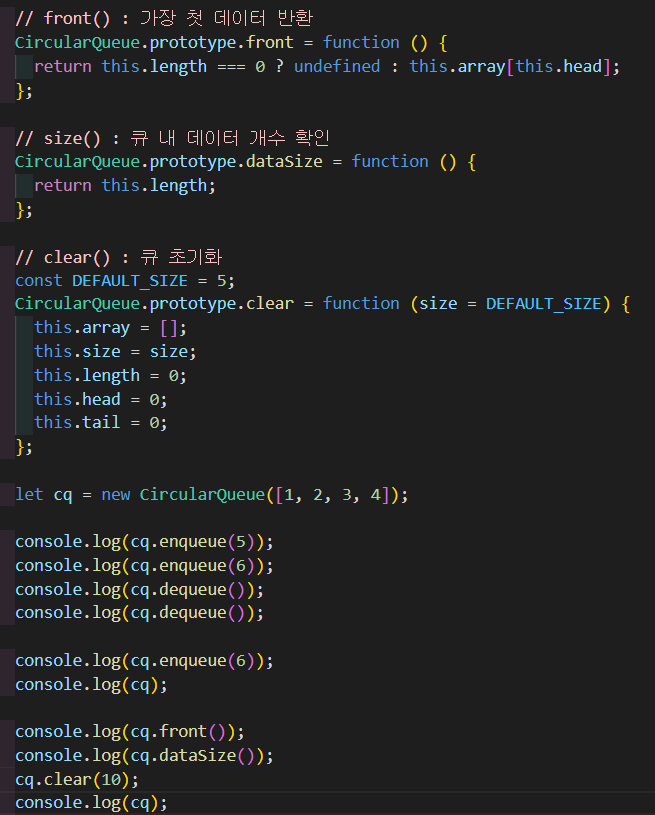 // front() : 가장 첫 데이터 반환
CircularQueue.prototype.front = function () {
  return this.length === 0 ? undefined : this.array[this.head];
};

// size() : 큐 내 데이터 개수 확인
CircularQueue.prototype.dataSize = function () {
  return this.length;
};

// clear() : 큐 초기화
const DEFAULT_SIZE = 5;
CircularQueue.prototype.clear = function (size = DEFAULT_SIZE) {
  this.array = [];
  this.size = size;
  this.length = 0;
  this.head = 0;
  this.tail = 0;
};

let cq = new CircularQueue([1, 2, 3, 4]);

console.log(cq.enqueue(5));
console.log(cq.enqueue(6));
console.log(cq.dequeue());
console.log(cq.dequeue());

console.log(cq.enqueue(6));
console.log(cq);

console.log(cq.front());
console.log(cq.dataSize());
cq.clear(10);
console.log(cq);